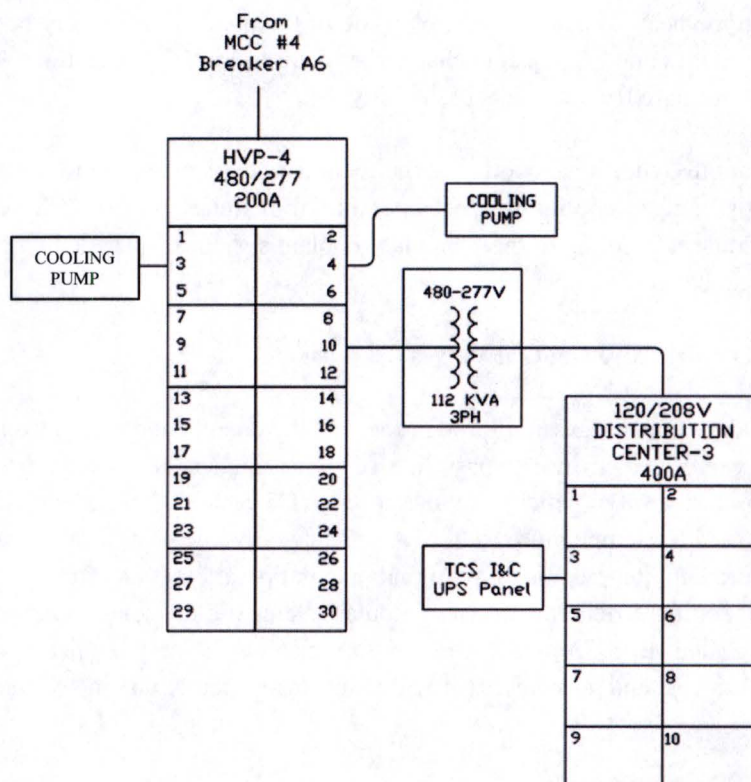 From
MCC #4
Breaker A6
HVP-4
480/277
200A
1 2
3 4
5 6
7 8
9 10
11 12
13 14
15 16
17 18
19 20
21 22
23 24
25 26
27 28
29 30
COOLING
PUMP
COOLING
PUMP
480-277V
112 KVA
3PH
120/208V
DISTRIBUTION
CENTER-3
400A
1 2
3 4
5 6
7 8
9 10
TCS I&C
UPS Panel